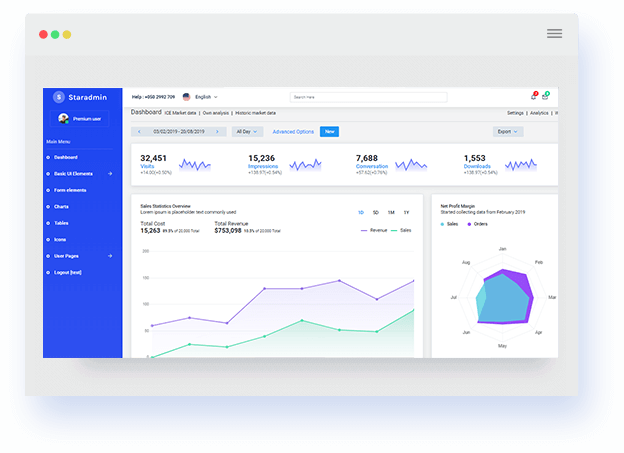 S Staradmin
Help : +050 2992 709
English
Search Here
Premium user
Dashboard ICE Market data | Own analysis | Historic market data
Settings | Analytics |
03/02/2019 - 20/08/2019
All Day
Advanced Options
New
Export
Main Menu
Dashboard
Basic UI Elements
Form elements
Charts
Tables
Icons
User Pages
Logout [test]
32,451
Visits
+14.00(+0.50%)
15,236
Impressions
+138.97(+0.54%)
7,688
Conversation
+57.62(+0.76%)
1,553
Downloads
+138.97(+0.54%)
Sales Statistics Overview
Lorem ipsum is placeholder text commonly used
1D 5D 1M 1Y
Total Cost
15,263 89.5% of 20,000 Total
Total Revenue
$753,098 10.5% of 20,000 Total
Revenue Sales
200
150
100
50
0
Net Profit Margin
Started collecting data from February 2019
Sales Orders
Jan
Feb
Mar
Apr
May
Jun
Jul
Aug